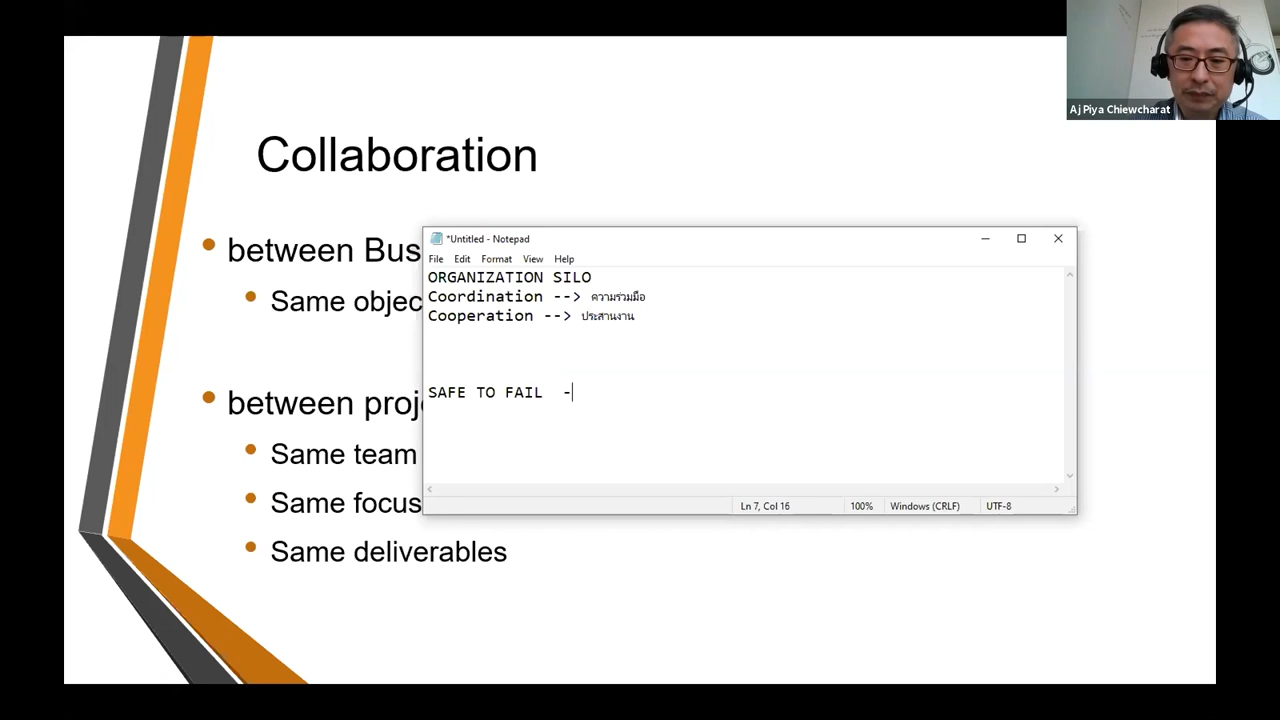 Aj Piya Chiewcharat
Collaboration
between Bus
Same objec
*Untitled - Notepad
File Edit Format View Help
ORGANIZATION SILO
Coordination --> ความร่วมมือ
Cooperation --> ประสานงาน
SAFE TO FAIL  -
Ln 7, Col 16 100% Windows (CRLF) UTF-8
between proje
Same team
Same focus
Same deliverables